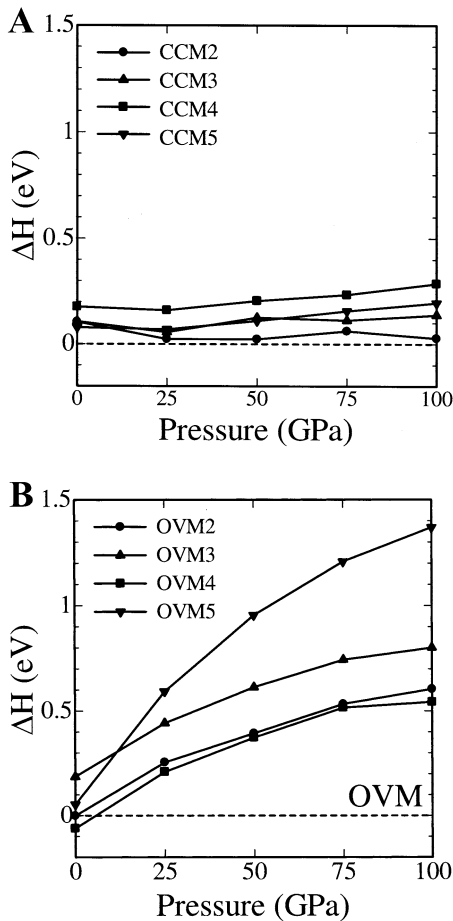 A
1.5
CCM2
CCM3
CCM4
CCM5
1
ΔH (eV)
0.5
0
0 25 50 75 100
Pressure (GPa)
B
1.5
OVM2
OVM3
OVM4
OVM5
1
ΔH (eV)
0.5
OVM
0
0 25 50 75 100
Pressure (GPa)